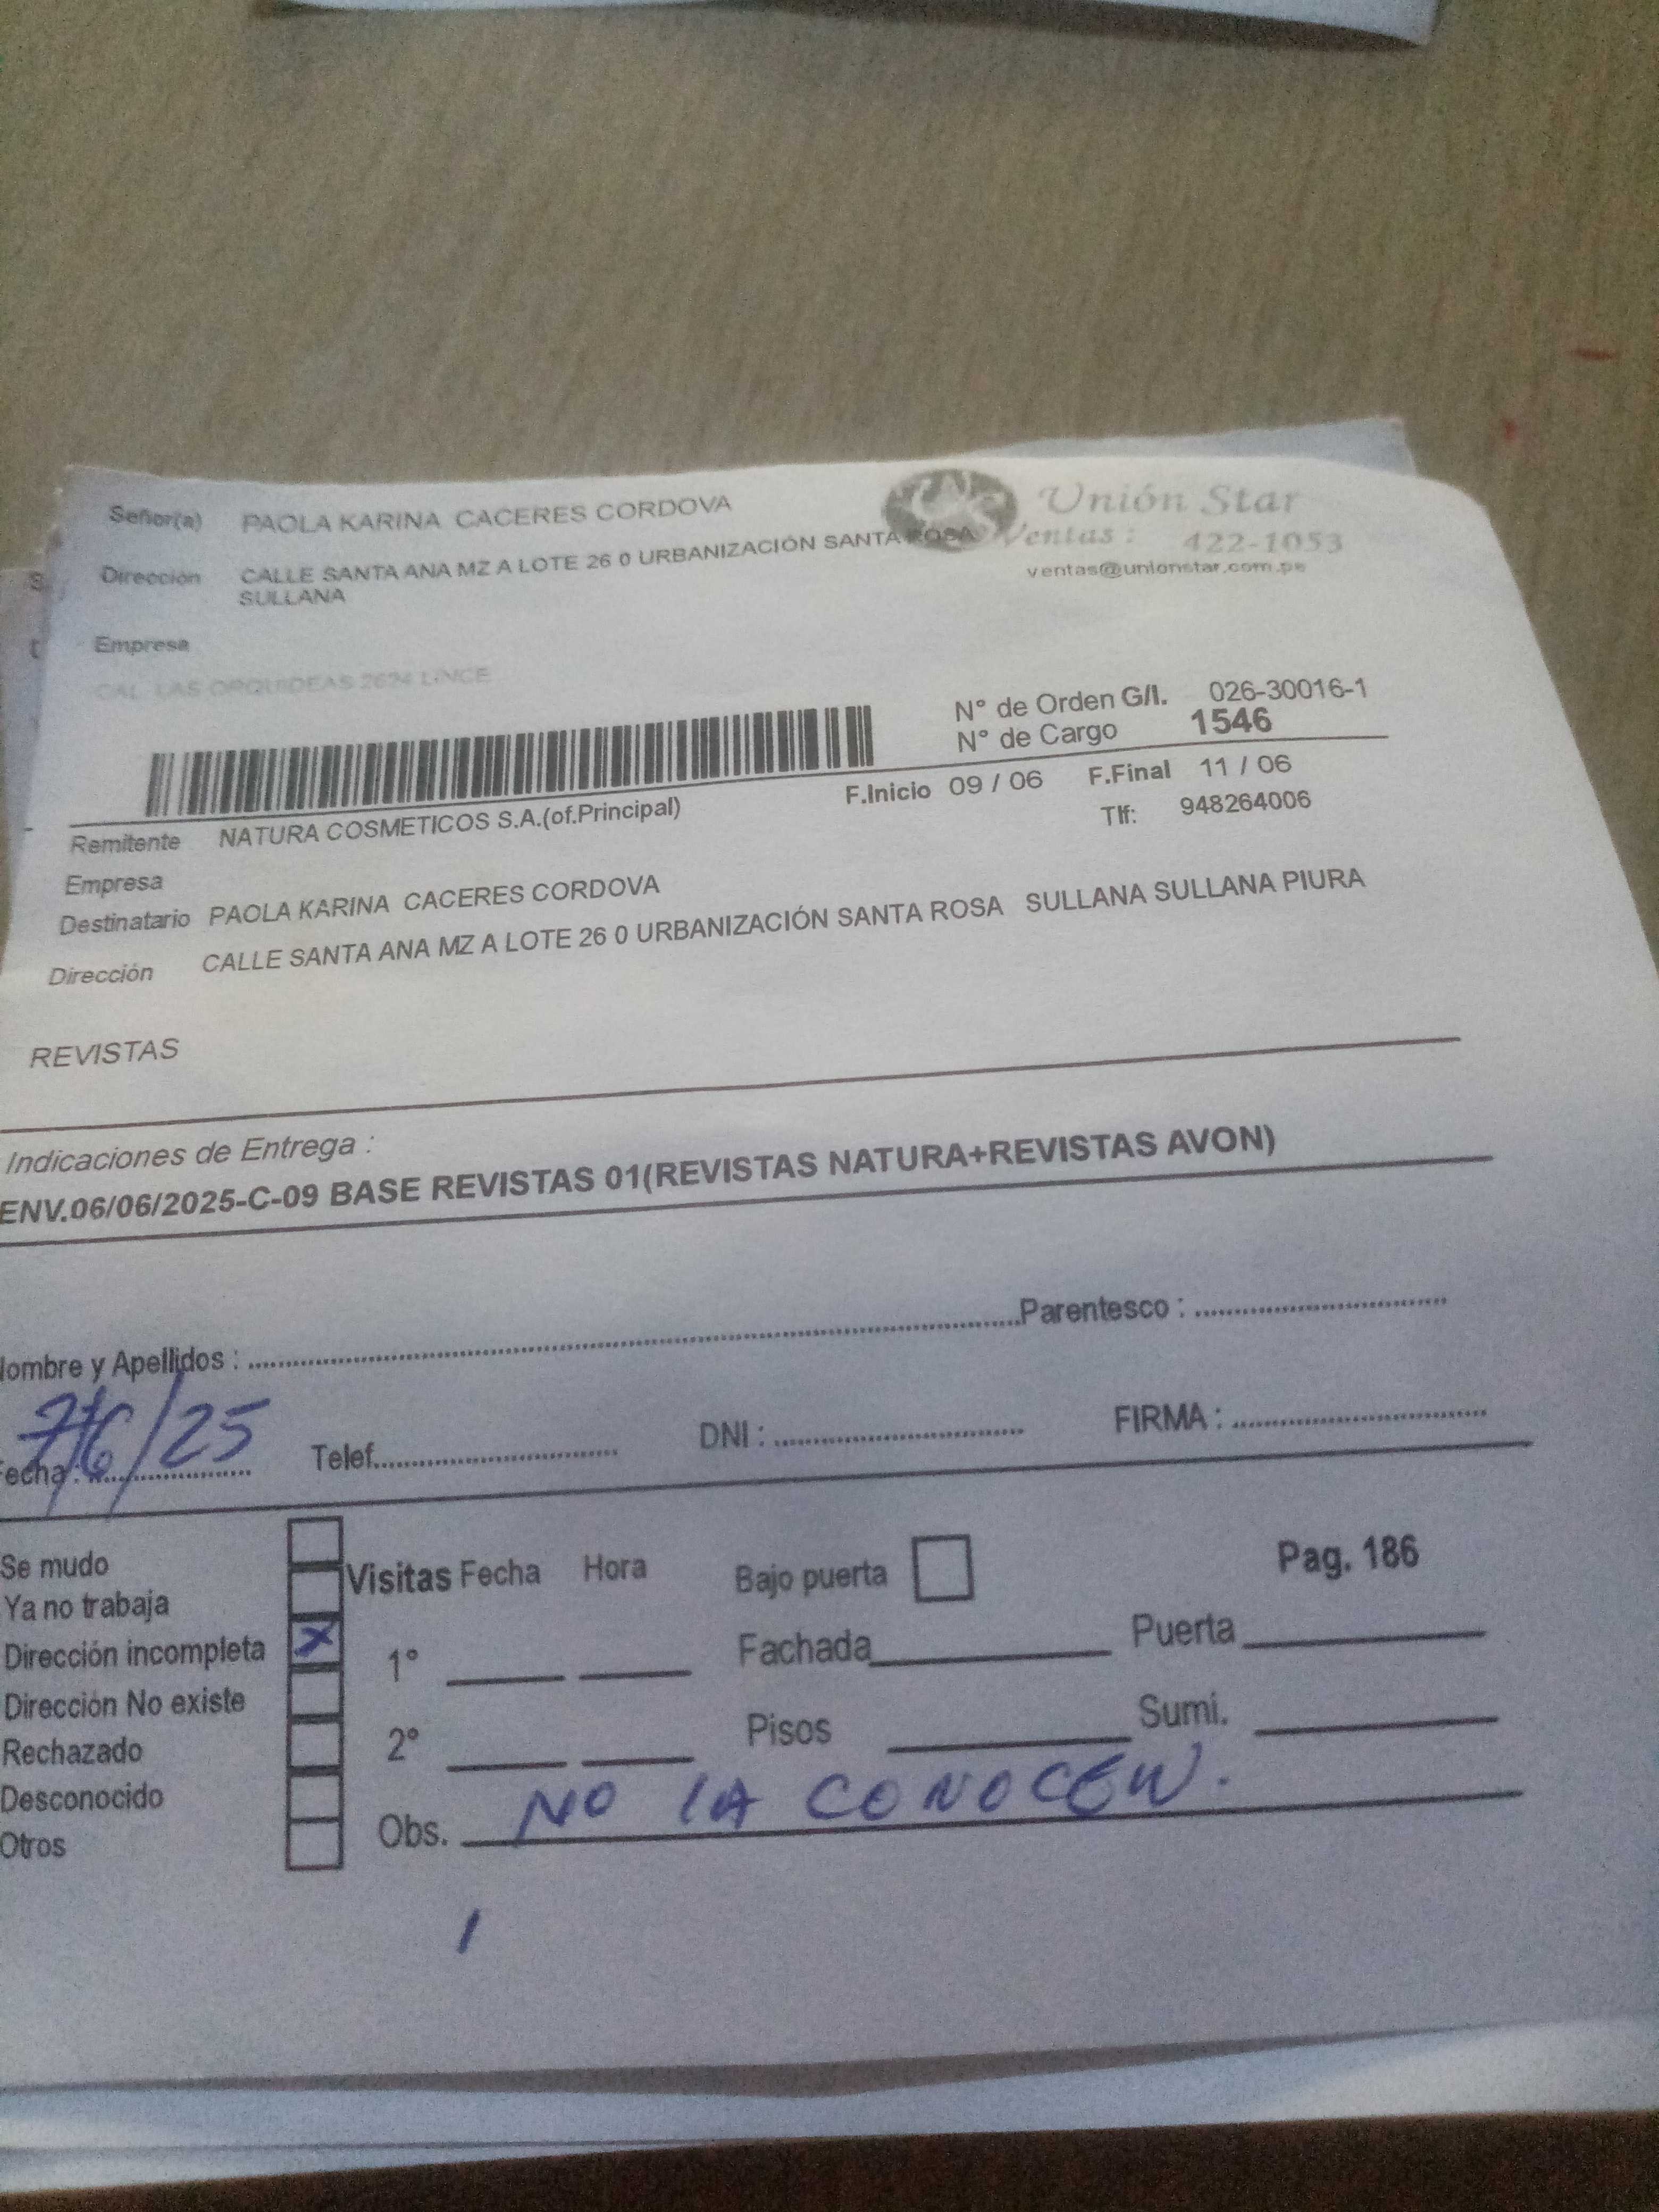 Señor(a) PAOLA KARINA CACERES CORDOVA
Unión Star
Dirección CALLE SANTA ANA MZ A LOTE 26 0 URBANIZACIÓN SANTA ROSA
Ventas : 422-1053
SULLANA
ventas@unionstar.com.pe
Empresa
CAL. LAS ORQUIDEAS 2624 LINCE
N° de Orden G/I. 026-30016-1
N° de Cargo 1546
F.Inicio 09 / 06 F.Final 11 / 06
Remitente NATURA COSMETICOS S.A.(of.Principal) Tlf: 948264006
Empresa
Destinatario PAOLA KARINA CACERES CORDOVA
Dirección CALLE SANTA ANA MZ A LOTE 26 0 URBANIZACIÓN SANTA ROSA SULLANA SULLANA PIURA
REVISTAS
Indicaciones de Entrega :
ENV.06/06/2025-C-09 BASE REVISTAS 01(REVISTAS NATURA+REVISTAS AVON)
Nombre y Apellidos : Parentesco :
Fecha : 7/6/25 Telef. DNI : FIRMA :
Se mudo
Ya no trabaja Visitas Fecha Hora Bajo puerta Pag. 186
Dirección incompleta X 1° Fachada Puerta
Dirección No existe
Rechazado 2° Pisos Sumi.
Desconocido
Otros Obs. NO LA CONOCEN.